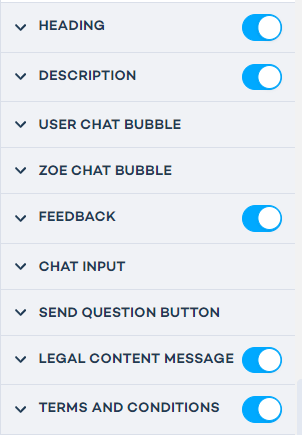 HEADING
DESCRIPTION
USER CHAT BUBBLE
ZOE CHAT BUBBLE
FEEDBACK
CHAT INPUT
SEND QUESTION BUTTON
LEGAL CONTENT MESSAGE
TERMS AND CONDITIONS